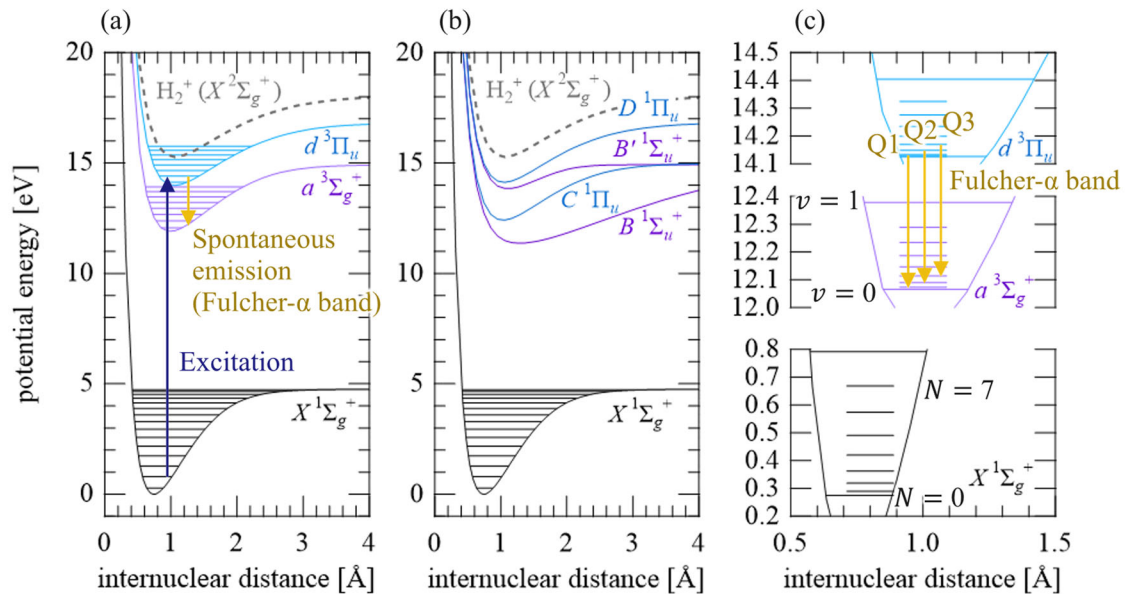 (a)
(b)
(c)
potential energy [eV]
20
15
10
5
0
H₂⁺ (X²Σg⁺)
d ³Πu
a ³Σg⁺
Spontaneous
emission
(Fulcher-α band)
Excitation
X ¹Σg⁺
0 1 2 3 4
internuclear distance [Å]
20
15
10
5
0
H₂⁺ (X²Σg⁺)
D ¹Πu
B′ ¹Σu⁺
C ¹Πu
B ¹Σu⁺
X ¹Σg⁺
0 1 2 3 4
internuclear distance [Å]
14.5
14.4
14.3
14.2
14.1
Q1 Q2 Q3
d ³Πu
Fulcher-α band
12.4
12.3
12.2
12.1
12.0
v = 1
v = 0
a ³Σg⁺
0.8
0.7
0.6
0.5
0.4
0.3
0.2
N = 7
N = 0
X ¹Σg⁺
0.5 1.0 1.5
internuclear distance [Å]